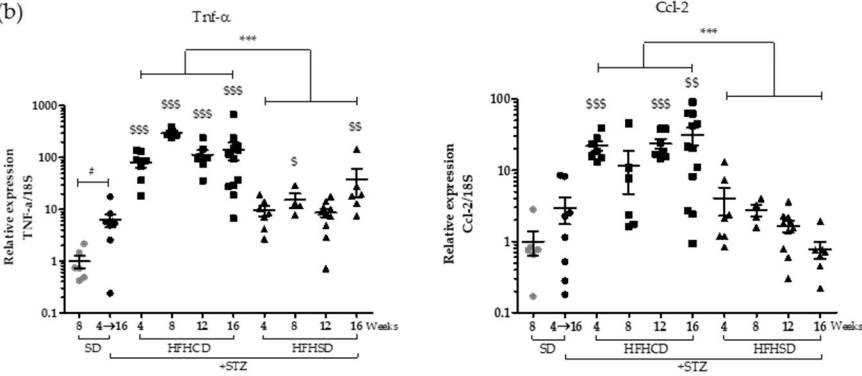 (b)
Tnf-α
***
$$$
$$$
$$$
$$$
$
$$
#
Relative expression
TNF-a/18S
1000
100
10
1
0.1
8 4→16 4 8 12 16 4 8 12 16 Weeks
SD HFHCD HFHSD
+STZ
Ccl-2
***
$$$
$$$
$$
Relative expression
Ccl-2/18S
100
10
1
0.1
8 4→16 4 8 12 16 4 8 12 16 Weeks
SD HFHCD HFHSD
+STZ